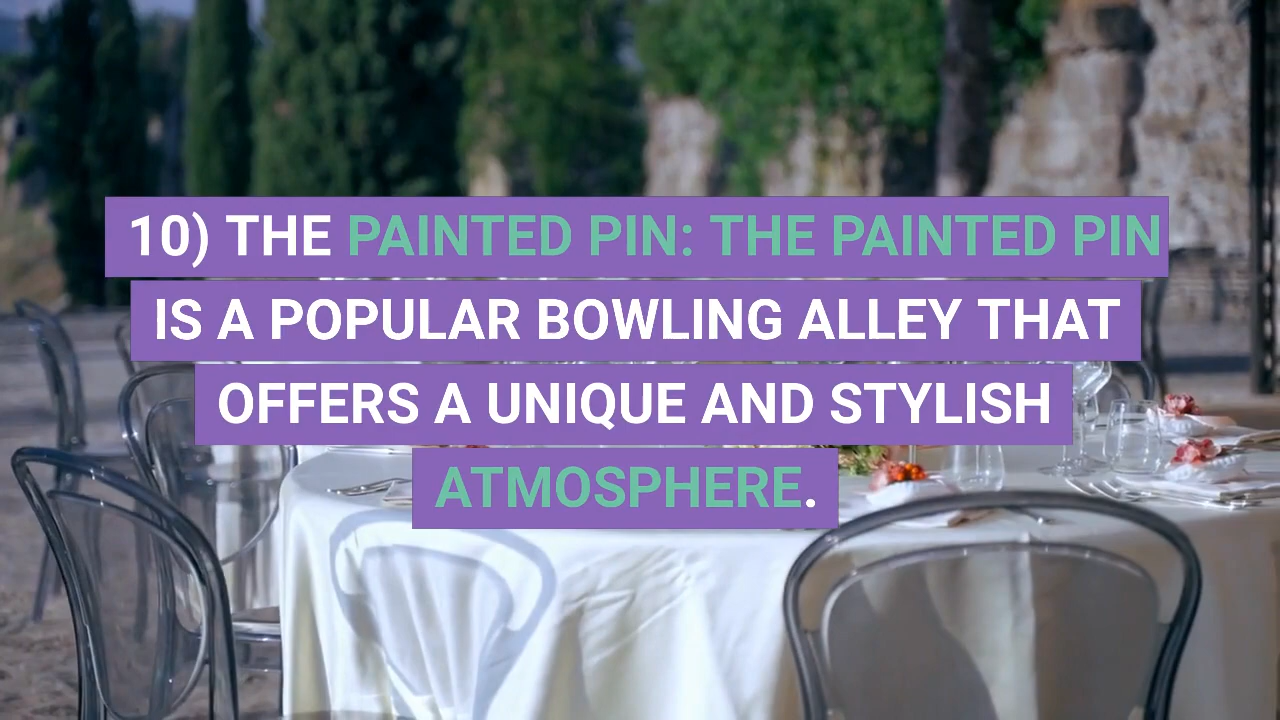 10) THE PAINTED PIN: THE PAINTED PIN
IS A POPULAR BOWLING ALLEY THAT
OFFERS A UNIQUE AND STYLISH
ATMOSPHERE.